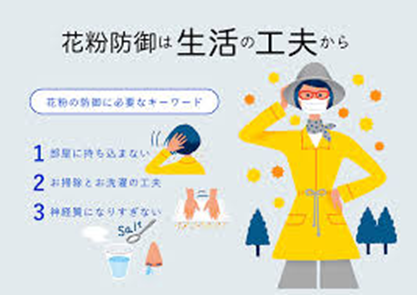 花粉防御は生活の工夫から
花粉の防御に必要なキーワード
1 部屋に持ち込まない
2 お掃除とお洗濯の工夫
3 神経質になりすぎない
Salt